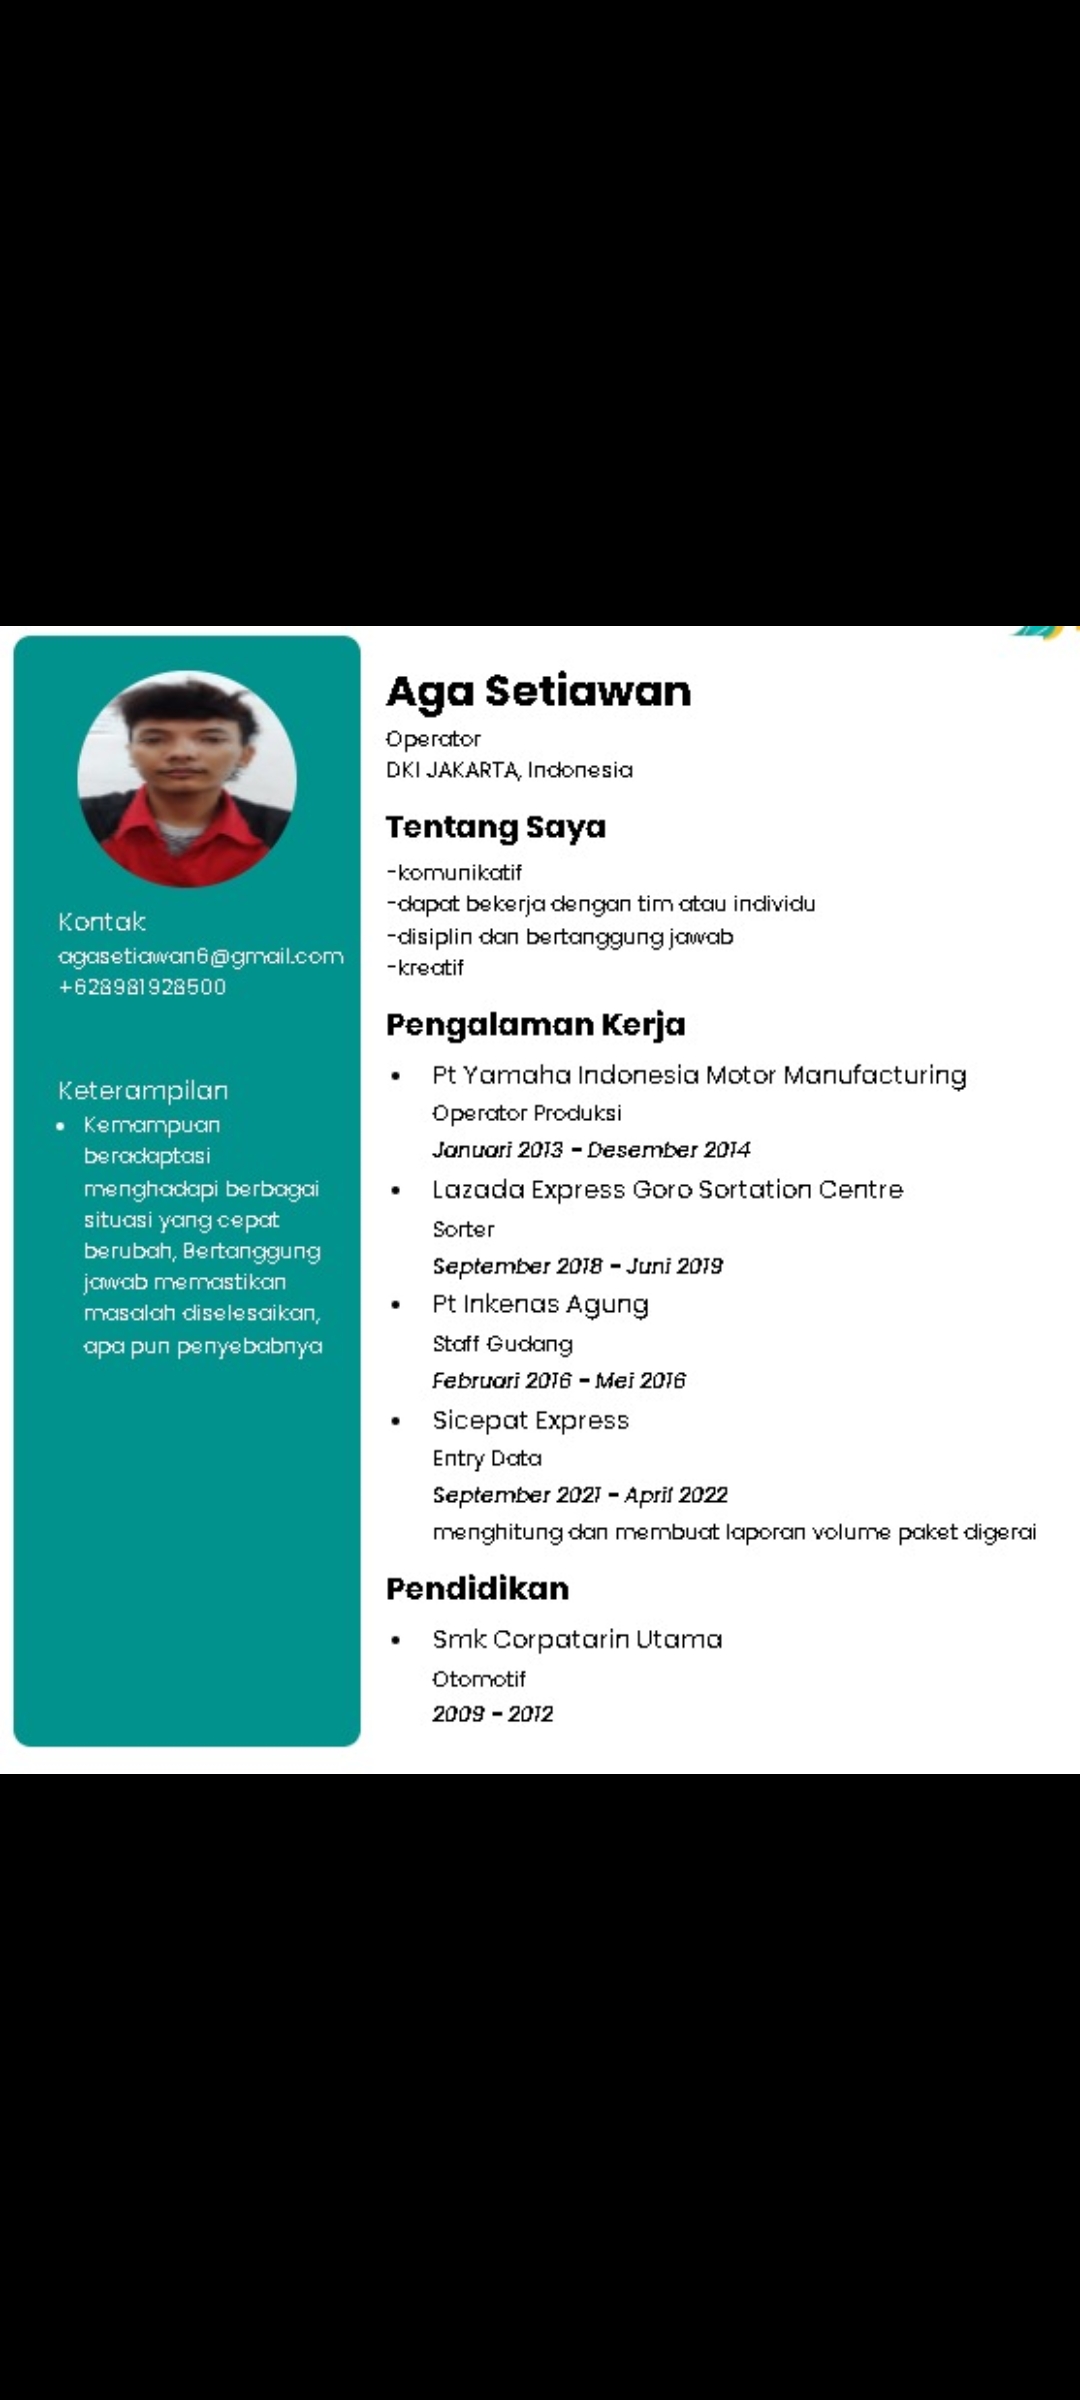 Kontak
agasetiawan6@gmail.com
+628981928500
Keterampilan
• Kemampuan
beradaptasi
menghadapi berbagai
situasi yang cepat
berubah, Bertanggung
jawab memastikan
masalah diselesaikan,
apa pun penyebabnya
Aga Setiawan
Operator
DKI JAKARTA, Indonesia
Tentang Saya
-komunikatif
-dapat bekerja dengan tim atau individu
-disiplin dan bertanggung jawab
-kreatif
Pengalaman Kerja
• Pt Yamaha Indonesia Motor Manufacturing
Operator Produksi
Januari 2013 - Desember 2014
• Lazada Express Goro Sortation Centre
Sorter
September 2018 - Juni 2019
• Pt Inkenas Agung
Staff Gudang
Februari 2016 - Mei 2016
• Sicepat Express
Entry Data
September 2021 - April 2022
menghitung dan membuat laporan volume paket digerai
Pendidikan
• Smk Corpatarin Utama
Otomotif
2009 - 2012